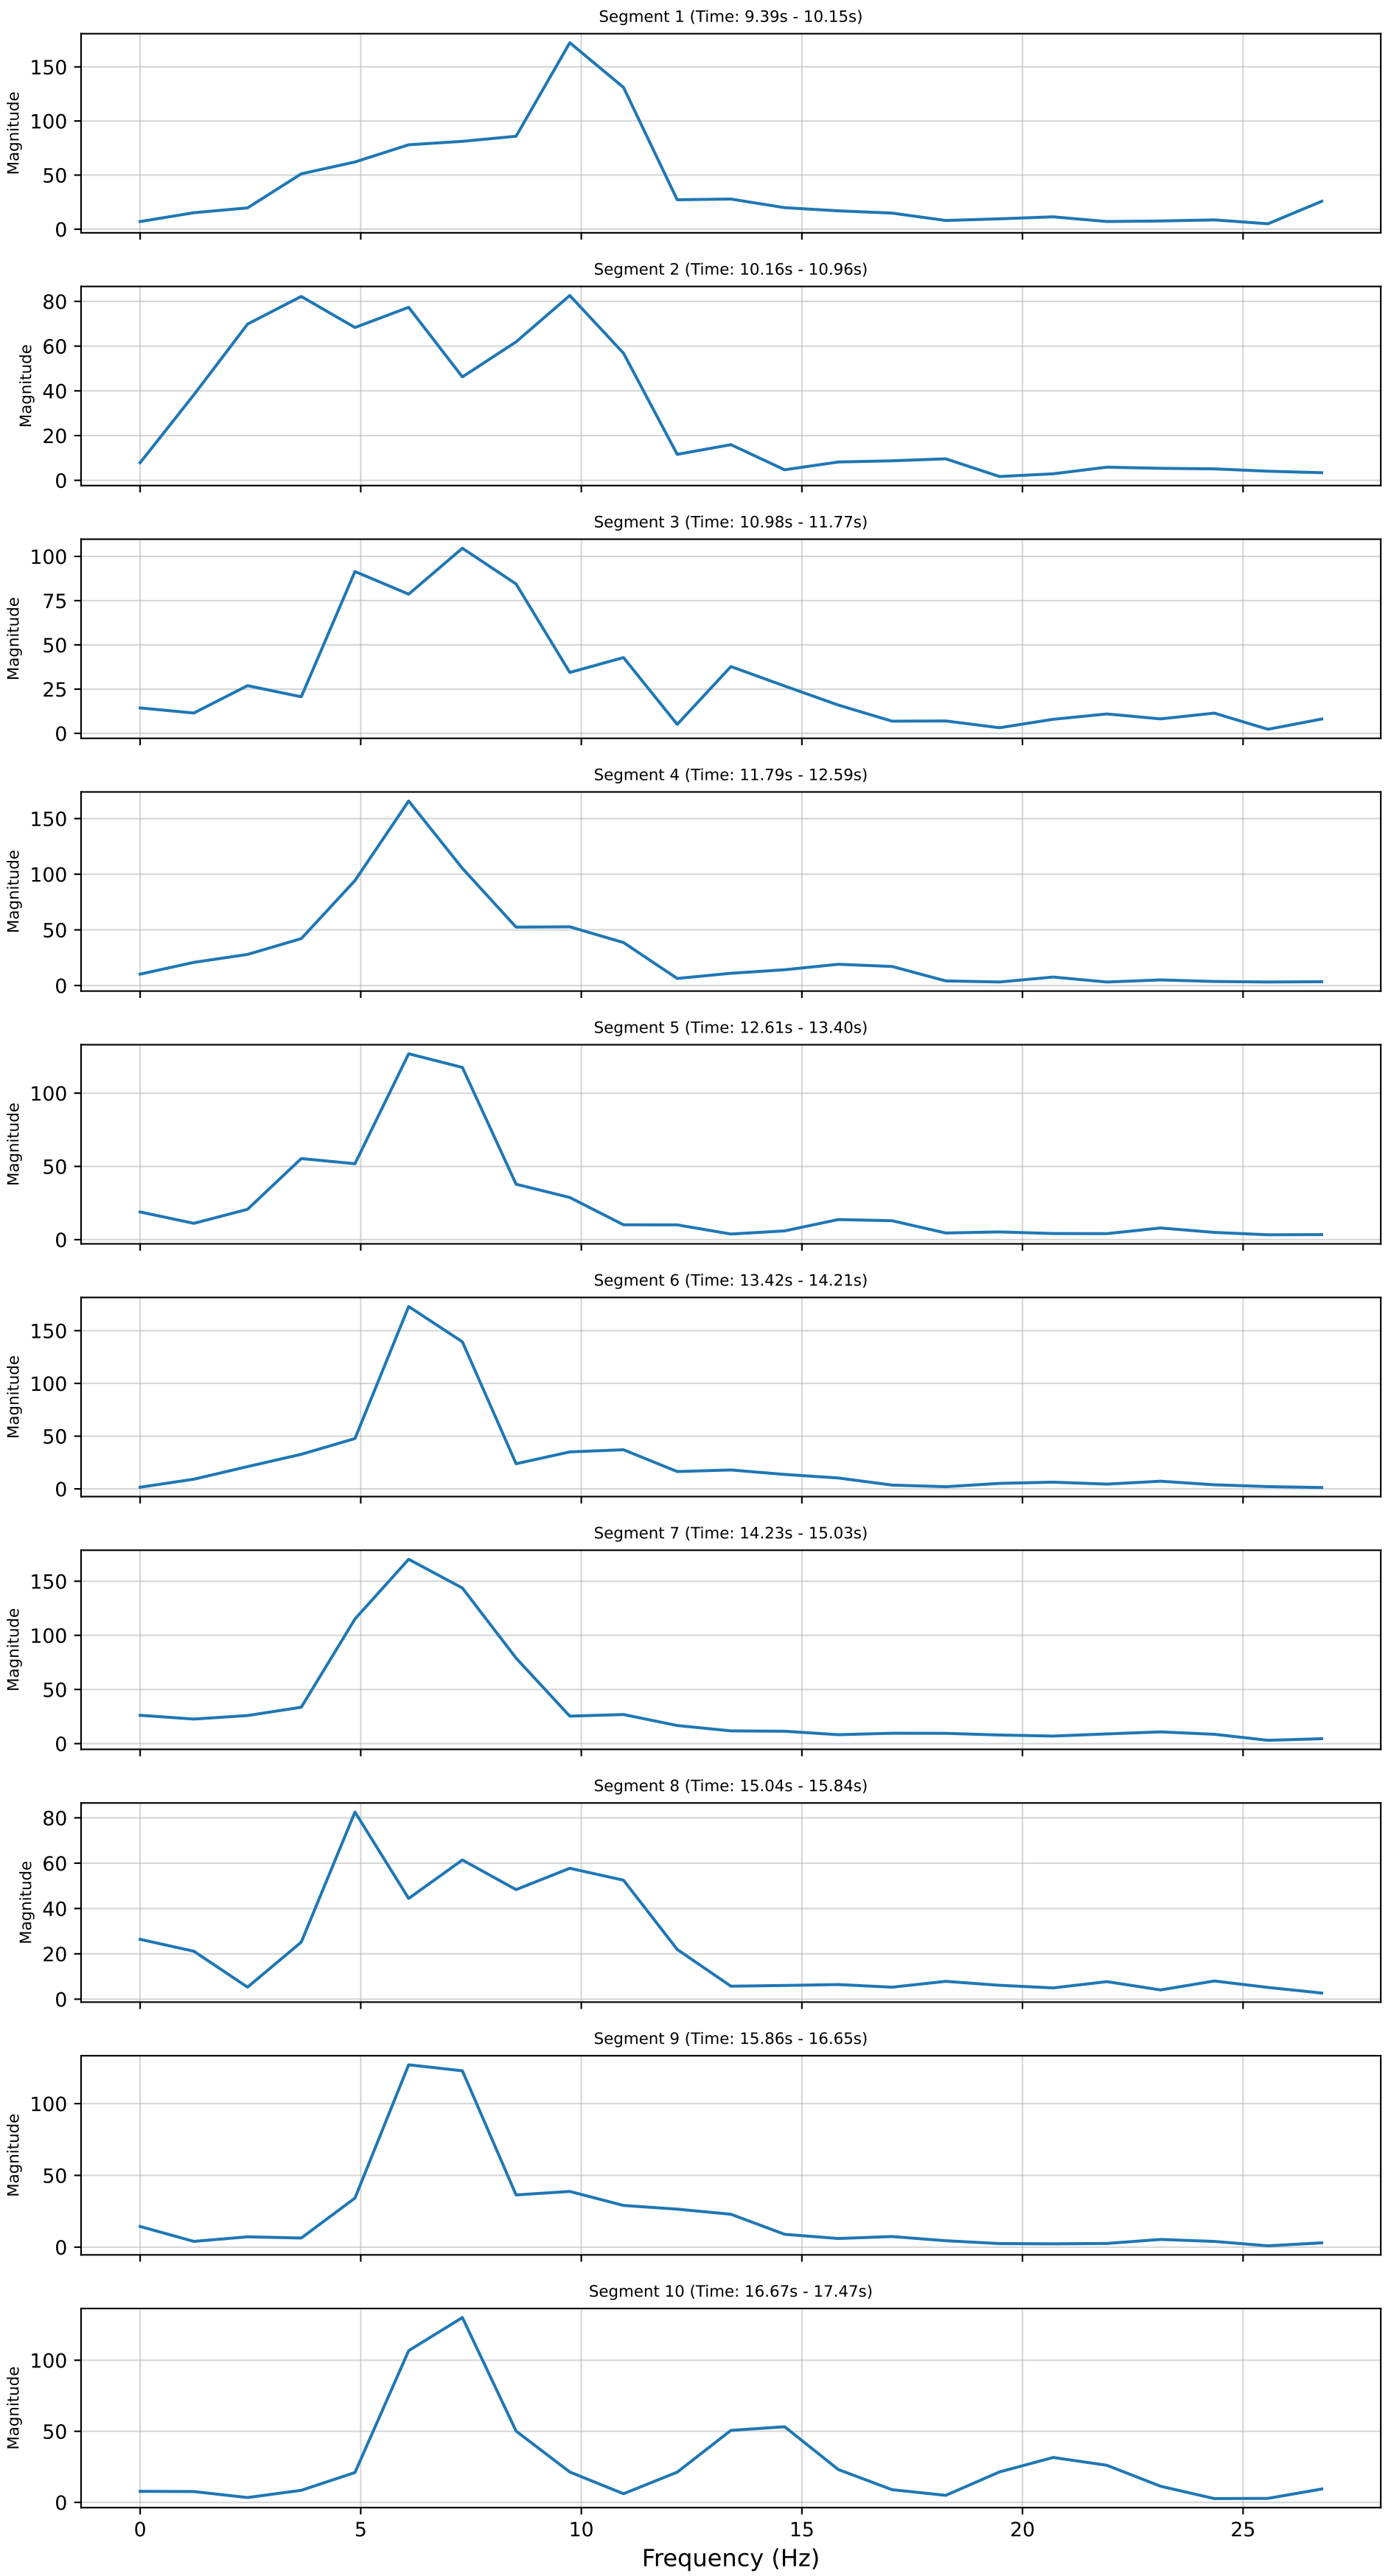 Segment 1 (Time: 9.39s - 10.15s)
Magnitude
150
100
50
0
Segment 2 (Time: 10.16s - 10.96s)
Magnitude
80
60
40
20
0
Segment 3 (Time: 10.98s - 11.77s)
Magnitude
100
75
50
25
0
Segment 4 (Time: 11.79s - 12.59s)
Magnitude
150
100
50
0
Segment 5 (Time: 12.61s - 13.40s)
Magnitude
100
50
0
Segment 6 (Time: 13.42s - 14.21s)
Magnitude
150
100
50
0
Segment 7 (Time: 14.23s - 15.03s)
Magnitude
150
100
50
0
Segment 8 (Time: 15.04s - 15.84s)
Magnitude
80
60
40
20
0
Segment 9 (Time: 15.86s - 16.65s)
Magnitude
100
50
0
Segment 10 (Time: 16.67s - 17.47s)
Magnitude
100
50
0
0 5 10 15 20 25
Frequency (Hz)